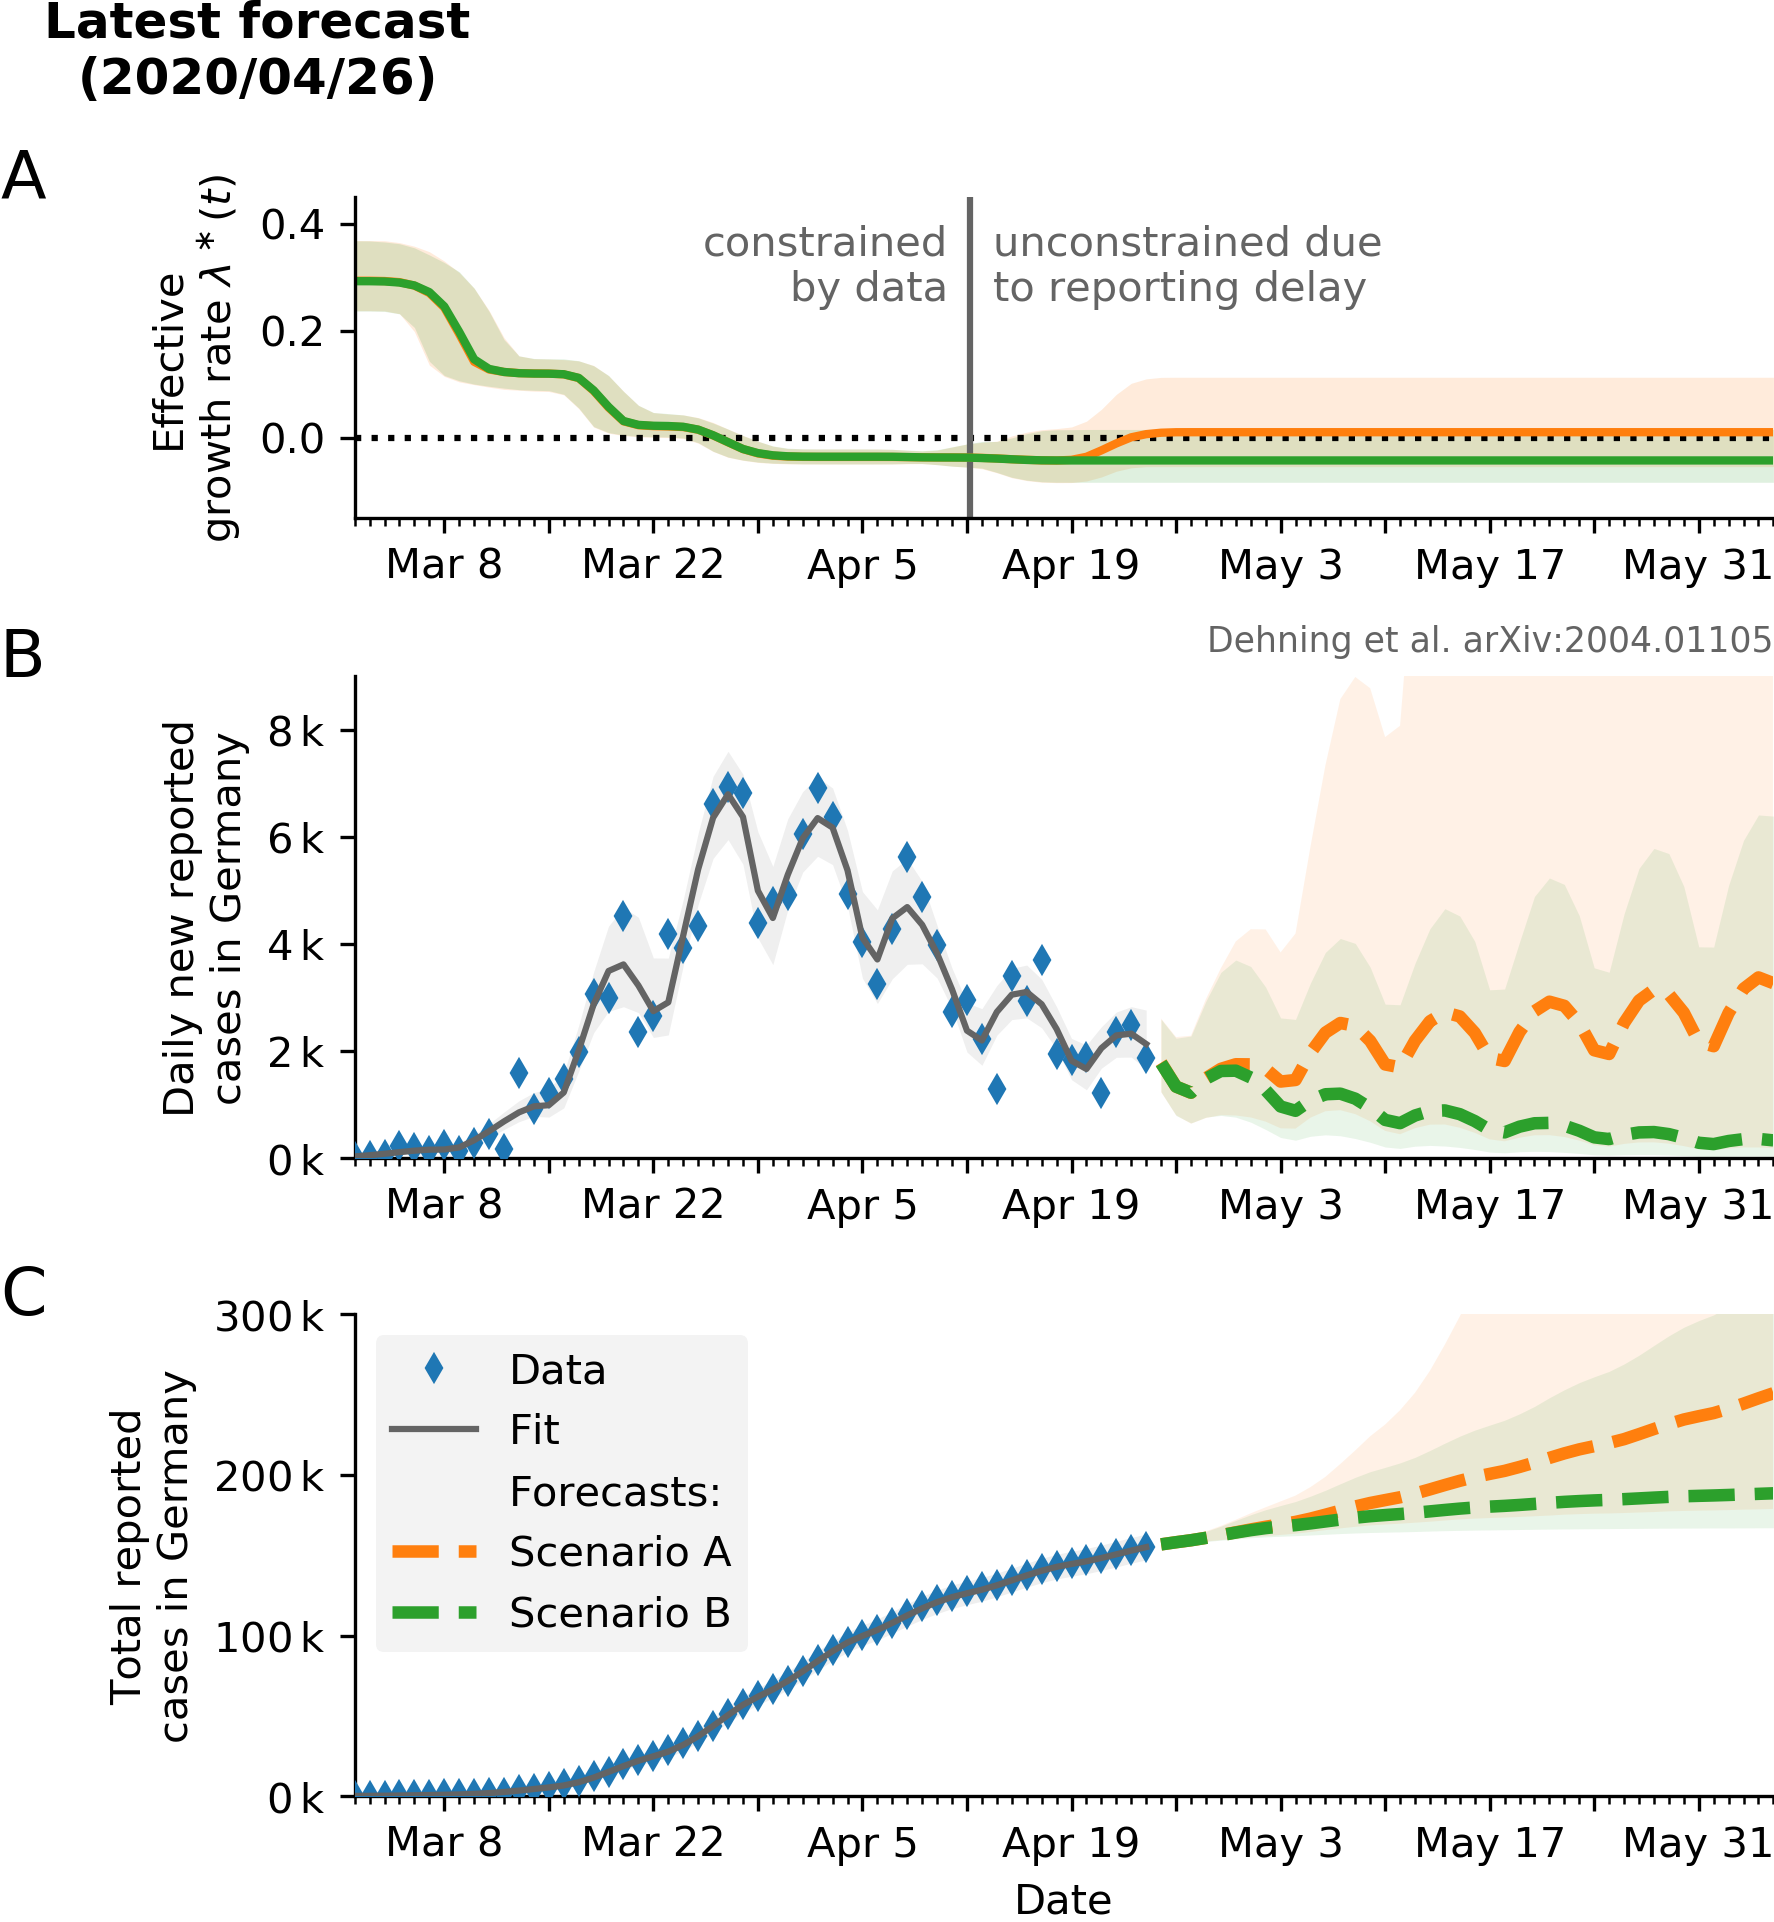 Latest forecast
(2020/04/26)
A
Effective
growth rate λ * (t)
0.4
0.2
0.0
constrained
by data
unconstrained due
to reporting delay
Mar 8
Mar 22
Apr 5
Apr 19
May 3
May 17
May 31
B
Dehning et al. arXiv:2004.01105
Daily new reported
cases in Germany
8 k
6 k
4 k
2 k
0 k
Mar 8
Mar 22
Apr 5
Apr 19
May 3
May 17
May 31
C
Total reported
cases in Germany
300 k
200 k
100 k
0 k
Data
Fit
Forecasts:
Scenario A
Scenario B
Mar 8
Mar 22
Apr 5
Apr 19
May 3
May 17
May 31
Date